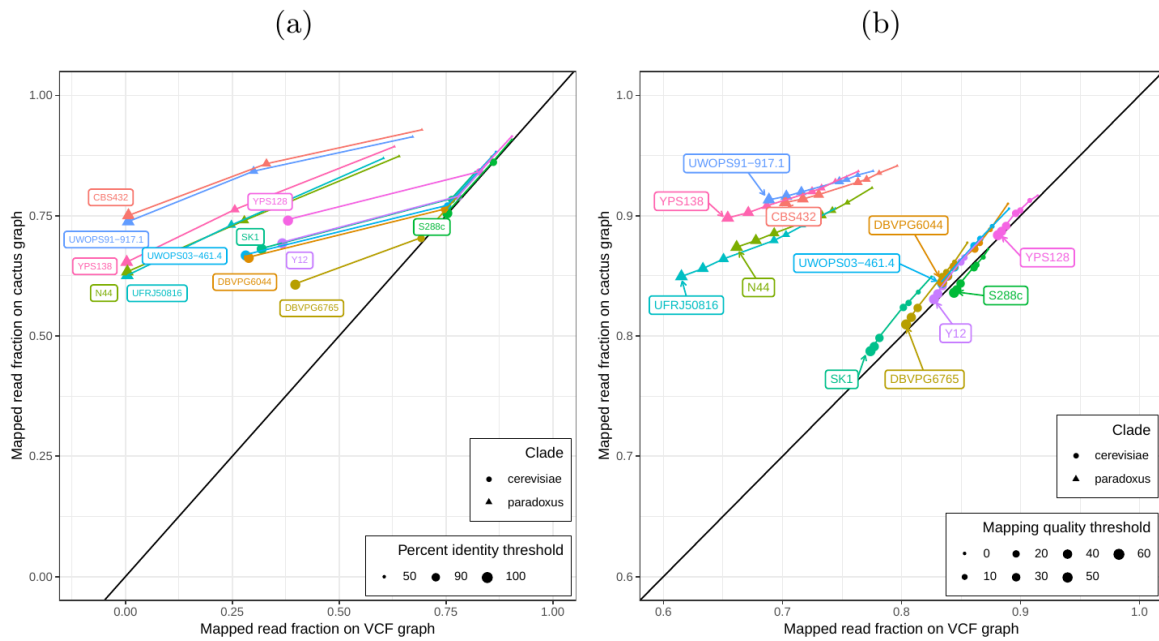 (a)
Mapped read fraction on cactus graph
1.00
0.75
0.50
0.25
0.00
CBS432
UWOPS91−917.1
YPS138
N44
UFRJ50816
UWOPS03−461.4
YPS128
SK1
Y12
DBVPG6044
DBVPG6765
S288c
Clade
cerevisiae
paradoxus
Percent identity threshold
50 90 100
0.00 0.25 0.50 0.75 1.00
Mapped read fraction on VCF graph
(b)
Mapped read fraction on cactus graph
1.0
0.9
0.8
0.7
0.6
UWOPS91−917.1
YPS138
CBS432
DBVPG6044
UWOPS03−461.4
YPS128
N44
UFRJ50816
S288c
Y12
SK1
DBVPG6765
Clade
cerevisiae
paradoxus
Mapping quality threshold
0 20 40 60
10 30 50
0.6 0.7 0.8 0.9 1.0
Mapped read fraction on VCF graph